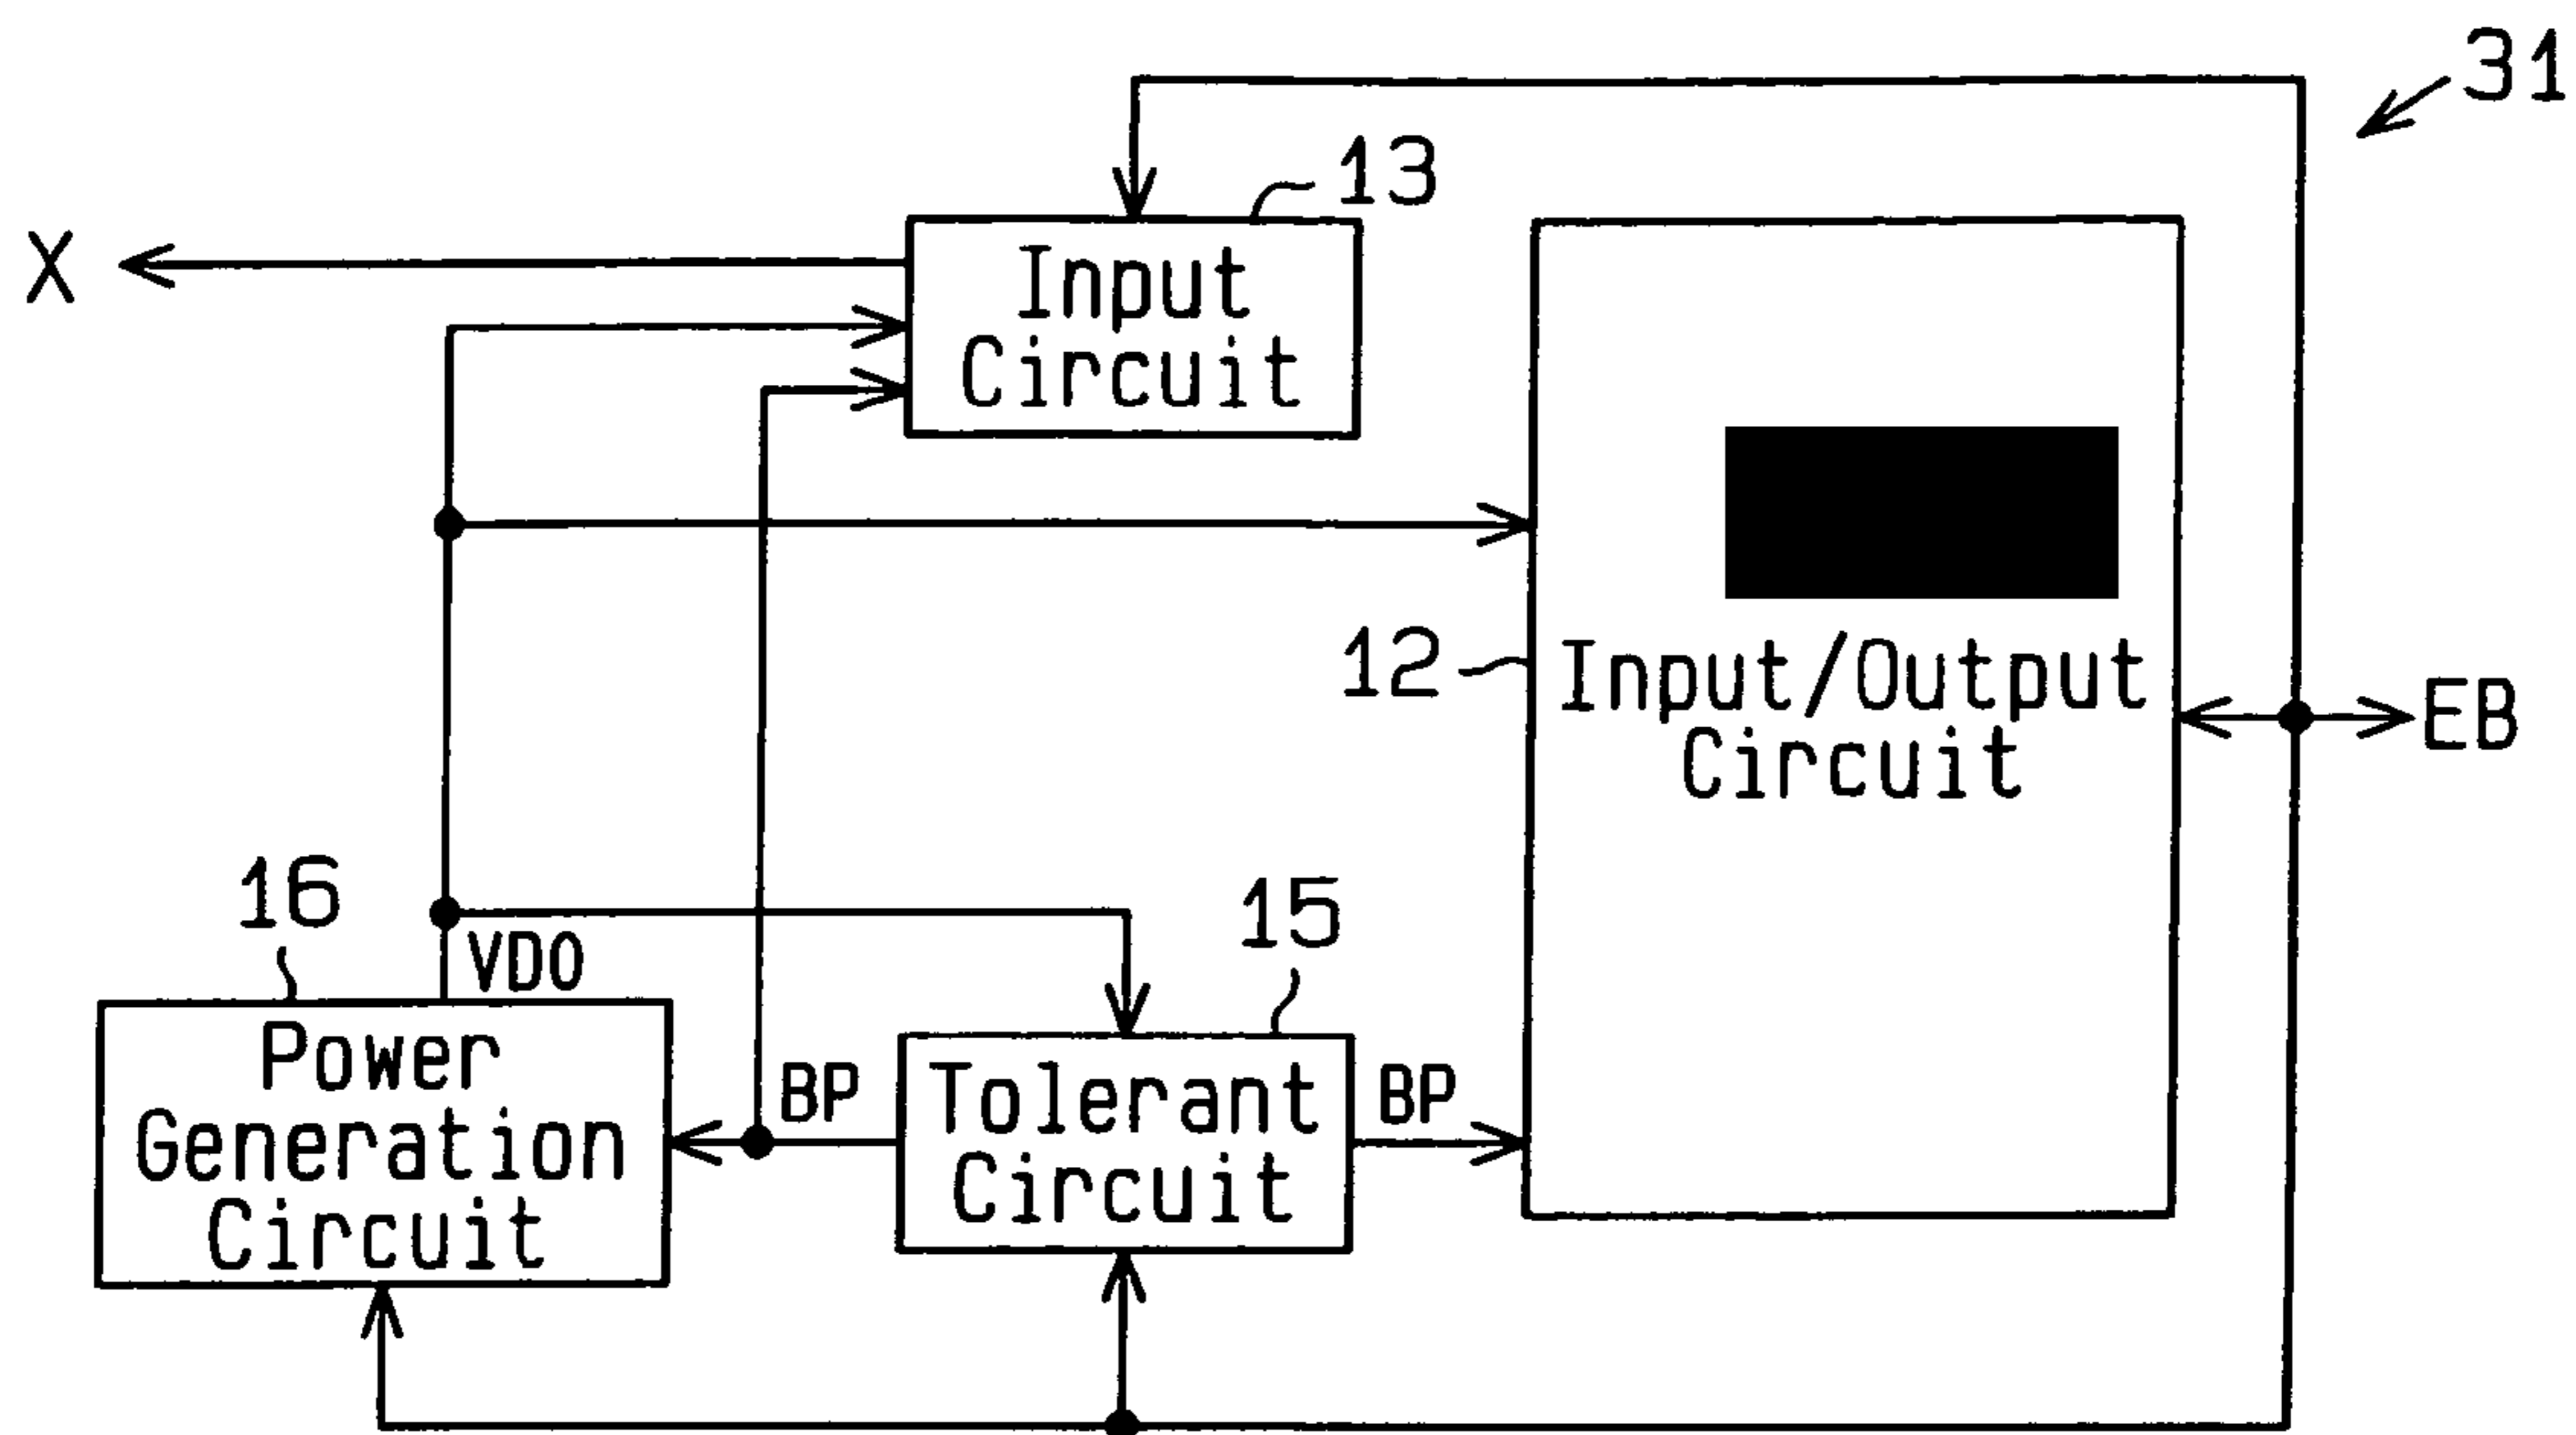 31
13
X
Input
Circuit
12
Input/Output
Circuit
EB
16
VDO
15
Power
Generation
Circuit
BP
Tolerant
Circuit
BP